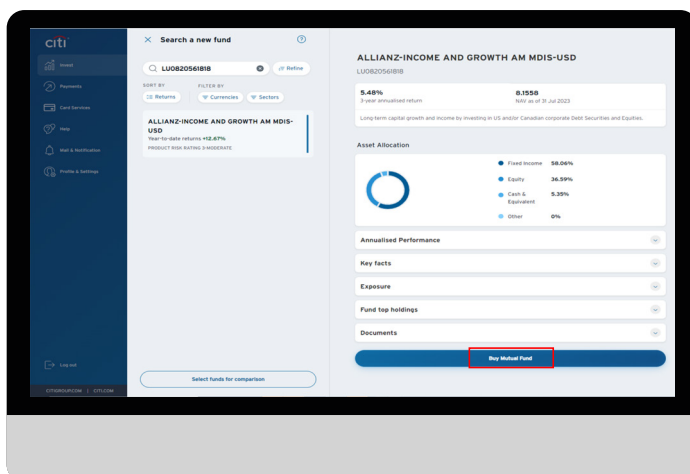 citi
Invest
Payments
Card Services
Help
Mail & Notification
Profile & Settings
Log out
CITIGROUP.COM | CITI.COM
Search a new fund
LU0820561818
Refine
SORT BY
FILTER BY
Returns
Currencies
Sectors
ALLIANZ-INCOME AND GROWTH AM MDIS-
USD
Year-to-date returns +12.67%
PRODUCT RISK RATING 3-MODERATE
Select funds for comparison
ALLIANZ-INCOME AND GROWTH AM MDIS-USD
LU0820561818
5.48%
3-year annualised return
8.1558
NAV as of 31 Jul 2023
Long-term capital growth and income by investing in US and/or Canadian corporate Debt Securities and Equities.
Asset Allocation
Fixed Income 58.06%
Equity 36.59%
Cash & 5.35%
Equivalent
Other 0%
Annualised Performance
Key facts
Exposure
Fund top holdings
Documents
Buy Mutual Fund